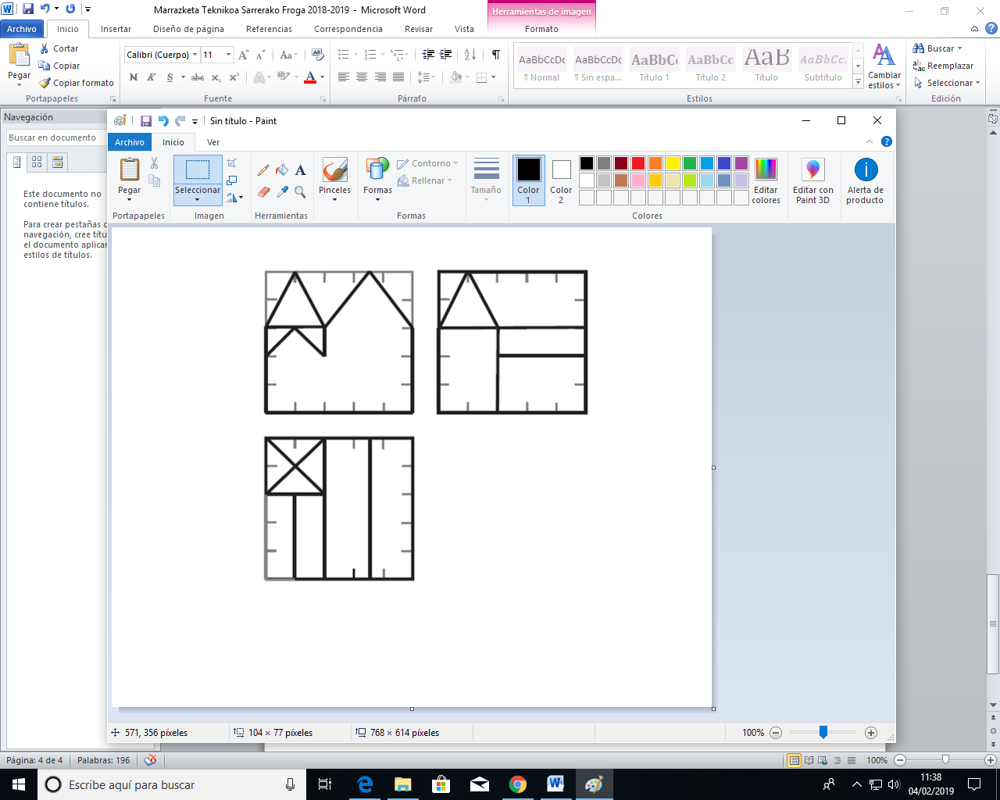 Marrazketa Teknikoa Sarrerako Froga 2018-2019 - Microsoft Word
Herramientas de imagen
Archivo Inicio Insertar Diseño de página Referencias Correspondencia Revisar Vista Formato
Pegar
Cortar
Copiar
Copiar formato
Portapapeles
Calibri (Cuerpo) 11
N K S abc x₂ x² A aby A
Fuente
Párrafo
AaBbCcDc AaBbCcDc AaBbC AaBbCc AaB AaBbCc.
¶ Normal ¶ Sin espa... Título 1 Título 2 Título Subtítulo
Estilos
Cambiar
estilos
Buscar
Reemplazar
Seleccionar
Edición
Navegación
Buscar en documento
Este documento no
contiene títulos.
Para crear pestañas
navegación, cree títu
el documento aplicar
estilos de títulos.
Sin título - Paint
Archivo Inicio Ver
Pegar
Portapapeles
Seleccionar
Imagen
Herramientas
Pinceles
Formas
Contorno
Rellenar
Formas
Tamaño
Color
1
Color
2
Editar
colores
Colores
Editar con
Paint 3D
Alerta de
producto
571, 356 píxeles 104 × 77 píxeles 768 × 614 píxeles 100%
Página: 4 de 4 Palabras: 196 100%
Escribe aquí para buscar
11:38
04/02/2019